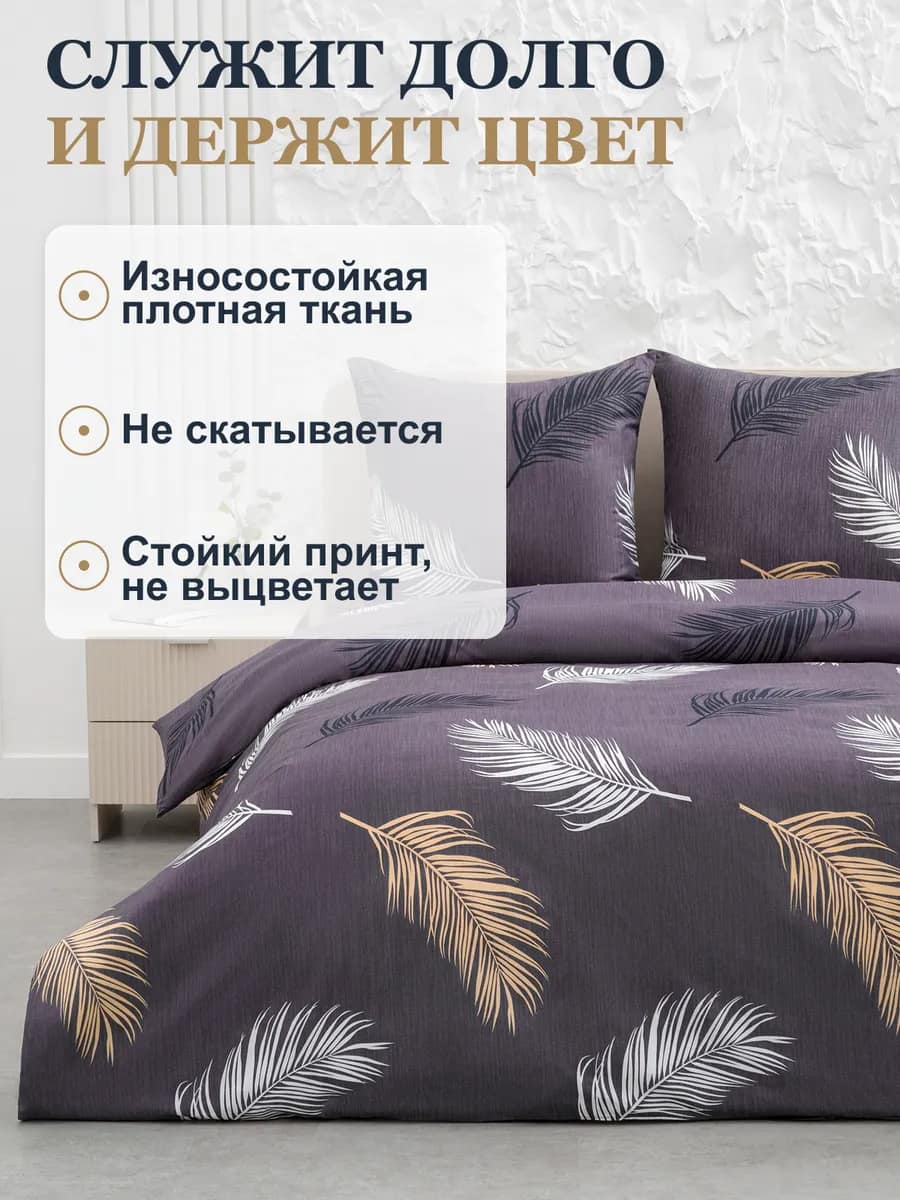 СЛУЖИТ ДОЛГО
И ДЕРЖИТ ЦВЕТ
Износостойкая
плотная ткань
Не скатывается
Стойкий принт,
не выцветает